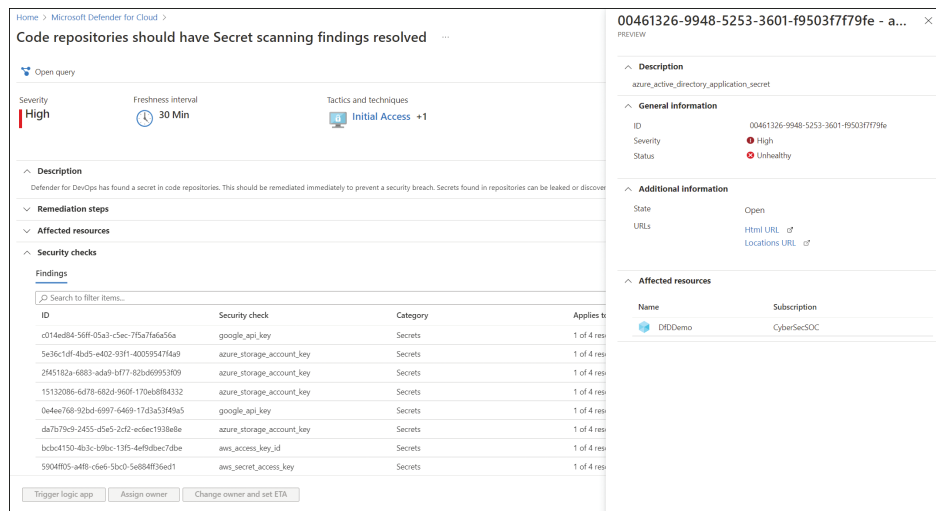 Home > Microsoft Defender for Cloud >
Code repositories should have Secret scanning findings resolved ...
Open query
Severity
High
Freshness interval
30 Min
Tactics and techniques
Initial Access +1
Description
Defender for DevOps has found a secret in code repositories. This should be remediated immediately to prevent a security breach. Secrets found in repositories can be leaked or discover
Remediation steps
Affected resources
Security checks
Findings
Search to filter items...
ID Security check Category Applies to
c014ed84-56ff-05a3-c5ec-7f5a7fa6a56a google_api_key Secrets 1 of 4 res
5e36c1df-4bd5-e402-93f1-40059547f4a9 azure_storage_account_key Secrets 1 of 4 res
2f45182a-6883-ada9-bf77-82bd69953f09 azure_storage_account_key Secrets 1 of 4 res
15132086-6d78-682d-960f-170eb8f84332 azure_storage_account_key Secrets 1 of 4 res
0e4ee768-92bd-6997-6469-17d3a53f49a5 google_api_key Secrets 1 of 4 res
da7b79c9-2455-d5e5-2cf2-ec6ec1938e8e azure_storage_account_key Secrets 1 of 4 res
bcbc4150-4b3c-b9bc-13f5-4ef9dbec7dbe aws_access_key_id Secrets 1 of 4 res
5904ff05-a4f8-c6e6-5bc0-5e884ff36ed1 aws_secret_access_key Secrets 1 of 4 res
Trigger logic app Assign owner Change owner and set ETA
00461326-9948-5253-3601-f9503f7f79fe - a...
PREVIEW
Description
azure_active_directory_application_secret
General information
ID 00461326-9948-5253-3601-f9503f7f79fe
Severity High
Status Unhealthy
Additional information
State Open
URLs Html URL
Locations URL
Affected resources
Name Subscription
DfDDemo CyberSecSOC